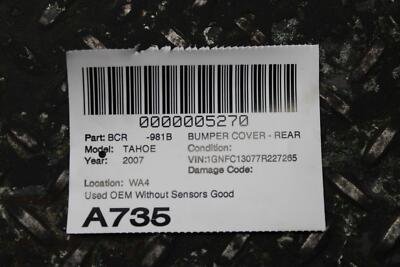 0000005270
Part: BCR -981B BUMPER COVER - REAR
Model: TAHOE Condition:
Year: 2007 VIN:1GNFC13077R227265
Damage Code:
Location: WA4
Used OEM Without Sensors Good
A735